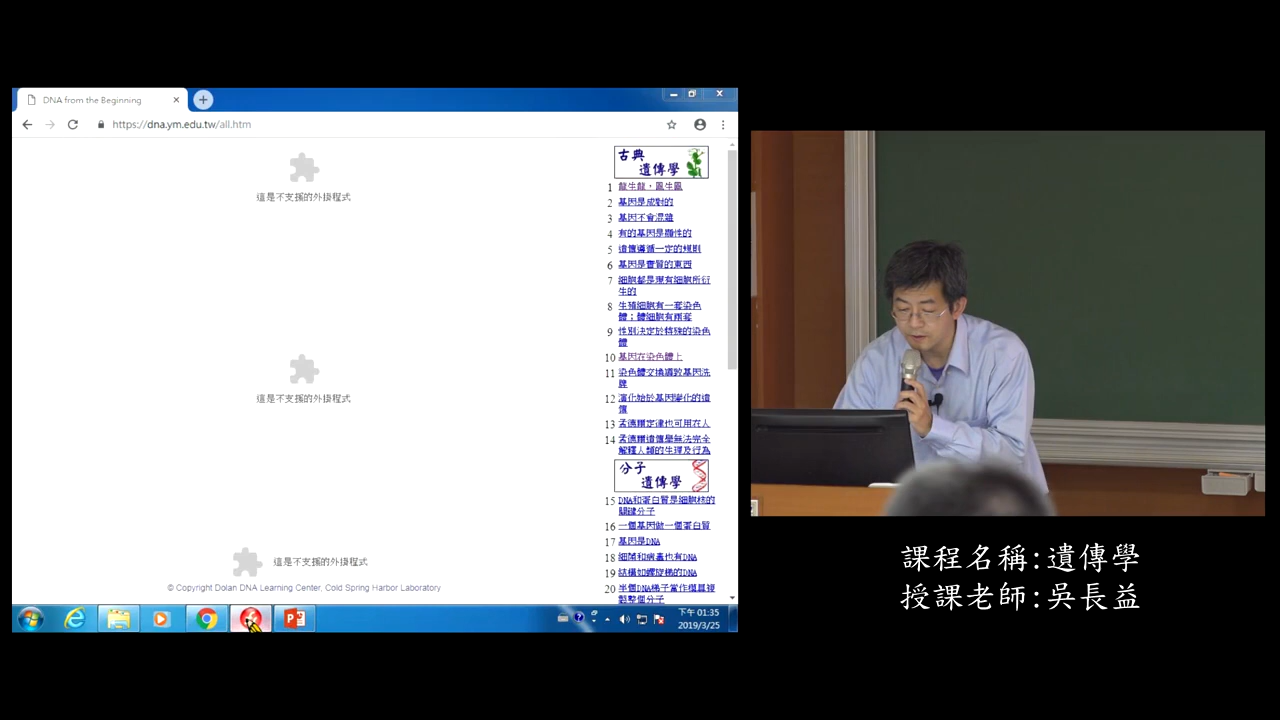 DNA from the Beginning
https://dna.ym.edu.tw/all.htm
這是不支援的外掛程式
這是不支援的外掛程式
這是不支援的外掛程式
© Copyright Dolan DNA Learning Center, Cold Spring Harbor Laboratory
古典
遺傳學
1 龍生龍，鳳生鳳
2 基因是成對的
3 基因不會混雜
4 有的基因是顯性的
5 遺傳遵循一定的規則
6 基因是實質的東西
7 細胞都是現有細胞所衍
生的
8 生殖細胞有一套染色
體；體細胞有兩套
9 性別決定於特殊的染色
體
10 基因在染色體上
11 染色體交換導致基因洗
牌
12 演化始於基因變化的遺
傳
13 孟德爾定律也可用在人
14 孟德爾遺傳學無法完全
解釋人類的生理及行為
分子
遺傳學
15 DNA和蛋白質是細胞核的
關鍵分子
16 一個基因做一個蛋白質
17 基因是DNA
18 細菌和病毒也有DNA
19 結構如螺旋梯的DNA
20 半個DNA梯子當作模具複
製整個分子
下午 01:35
2019/3/25
課程名稱:遺傳學
授課老師:吳長益